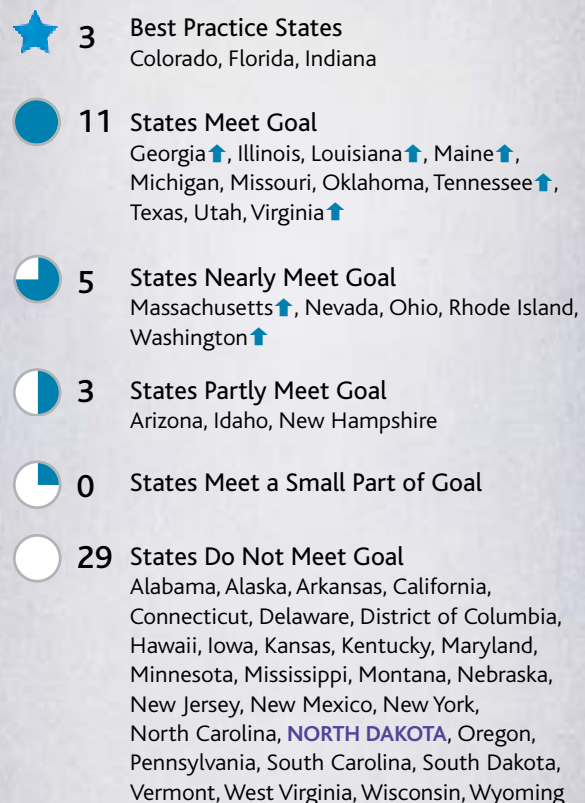 3 Best Practice States
Colorado, Florida, Indiana
11 States Meet Goal
Georgia⬆, Illinois, Louisiana⬆, Maine⬆,
Michigan, Missouri, Oklahoma, Tennessee⬆,
Texas, Utah, Virginia⬆
5 States Nearly Meet Goal
Massachusetts⬆, Nevada, Ohio, Rhode Island,
Washington⬆
3 States Partly Meet Goal
Arizona, Idaho, New Hampshire
0 States Meet a Small Part of Goal
29 States Do Not Meet Goal
Alabama, Alaska, Arkansas, California,
Connecticut, Delaware, District of Columbia,
Hawaii, Iowa, Kansas, Kentucky, Maryland,
Minnesota, Mississippi, Montana, Nebraska,
New Jersey, New Mexico, New York,
North Carolina, NORTH DAKOTA, Oregon,
Pennsylvania, South Carolina, South Dakota,
Vermont, West Virginia, Wisconsin, Wyoming